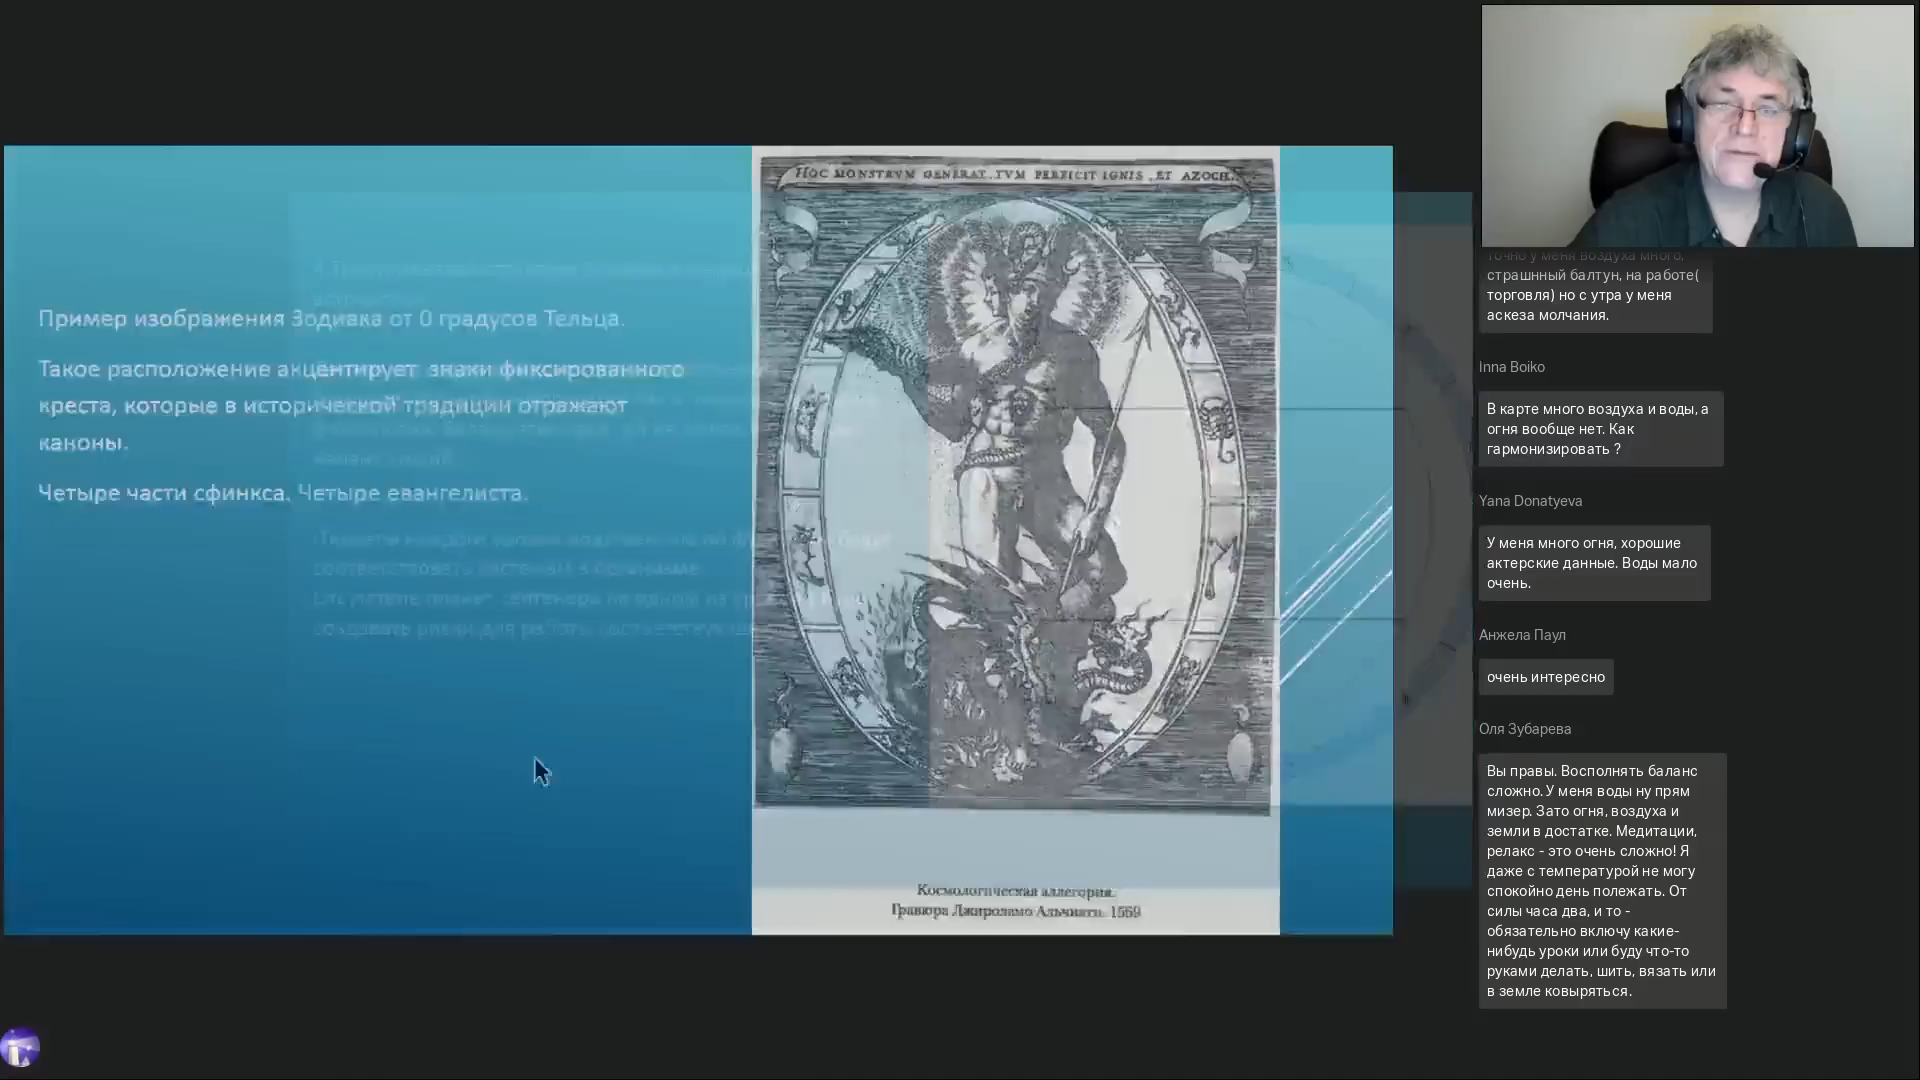 Пример изображения Зодиака от 0 градусов Тельца.
Такое расположение акцентирует знаки фиксированного
креста, которые в исторической традиции отражают
каноны.
Четыре части сфинкса. Четыре евангелиста.
HOC MONSTRVM GENERAT, TVM PERFICIT IGNIS, ET AZOCH.
Космологическая аллегория.
Гравюра Джироламо Альчиати. 1559
точно у меня воздуха много,
страшнный балтун, на работе(
торговля) но с утра у меня
аскеза молчания.
Inna Boiko
В карте много воздуха и воды, а
огня вообще нет. Как
гармонизировать ?
Yana Donatyeva
У меня много огня, хорошие
актерские данные. Воды мало
очень.
Анжела Паул
очень интересно
Оля Зубарева
Вы правы. Восполнять баланс
сложно. У меня воды ну прям
мизер. Зато огня, воздуха и
земли в достатке. Медитации,
релакс - это очень сложно! Я
даже с температурой не могу
спокойно день полежать. От
силы часа два, и то -
обязательно включу какие-
нибудь уроки или буду что-то
руками делать, шить, вязать или
в земле ковыряться.